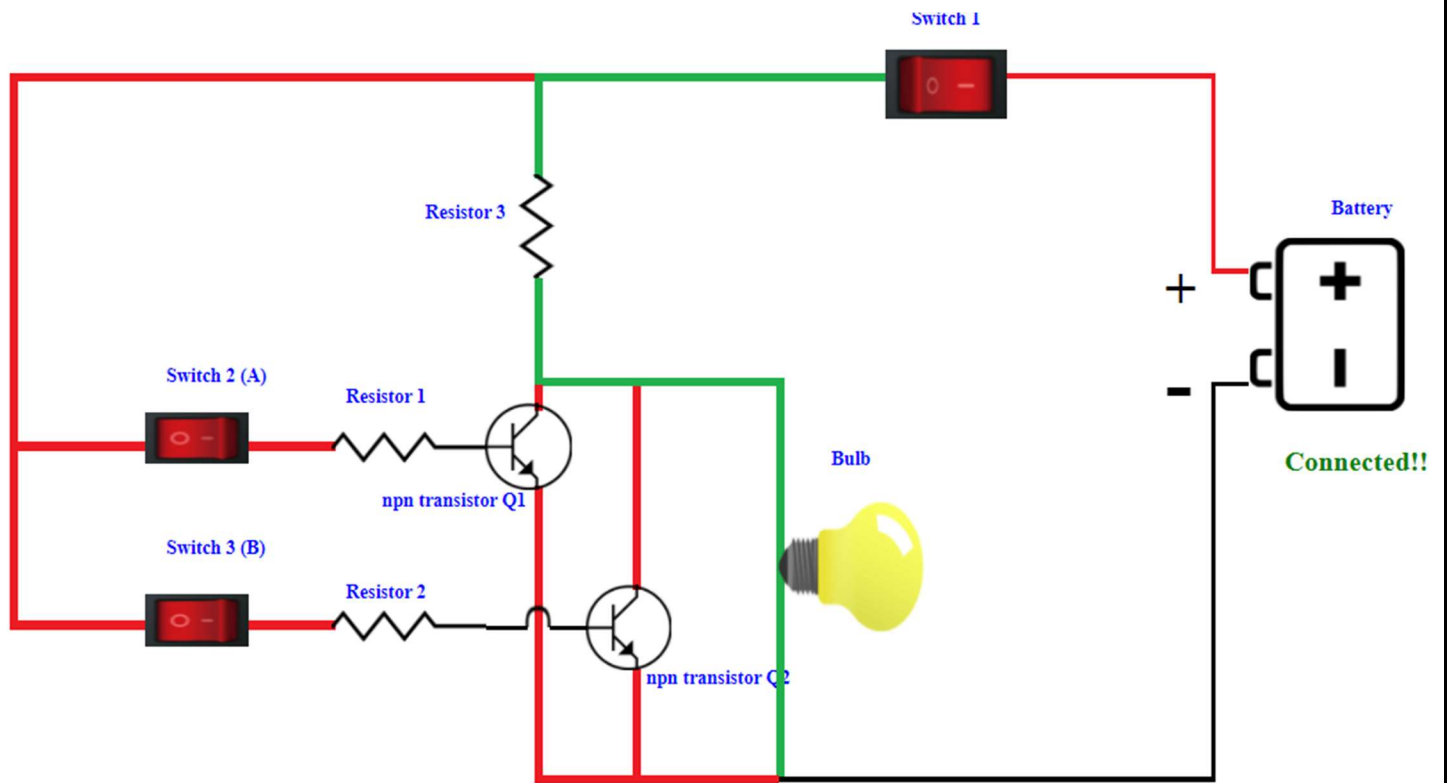 Switch 1
Resistor 3
Battery
+
-
Switch 2 (A)
Resistor 1
Bulb
Connected!!
npn transistor Q1
Switch 3 (B)
Resistor 2
npn transistor Q2